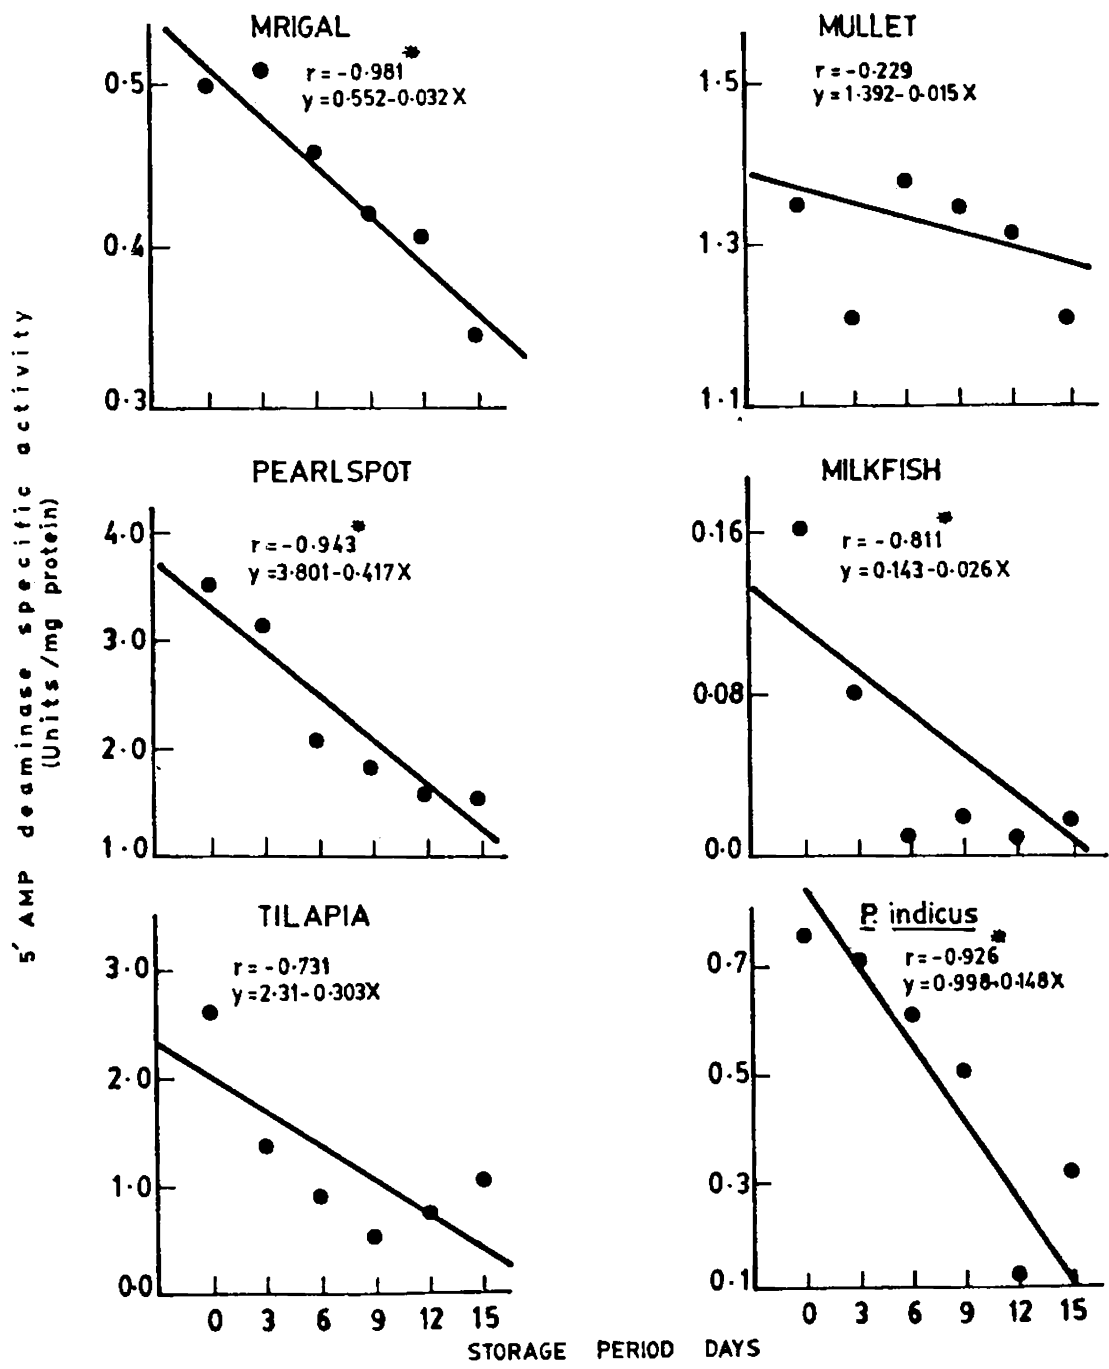 5′ AMP deaminase specific activity
(Units/mg protein)
MRIGAL
r = -0.981*
y = 0.552-0.032X
0.5
0.4
0.3
MULLET
r = -0.229
y = 1.392-0.015X
1.5
1.3
1.1
PEARLSPOT
r = -0.943*
y = 3.801-0.417X
4.0
3.0
2.0
1.0
MILKFISH
r = -0.811*
y = 0.143-0.026X
0.16
0.08
0.0
TILAPIA
r = -0.731
y = 2.31-0.303X
3.0
2.0
1.0
0.0
0 3 6 9 12 15
P. indicus
r = -0.926*
y = 0.998-0.148X
0.7
0.5
0.3
0.1
0 3 6 9 12 15
STORAGE PERIOD DAYS